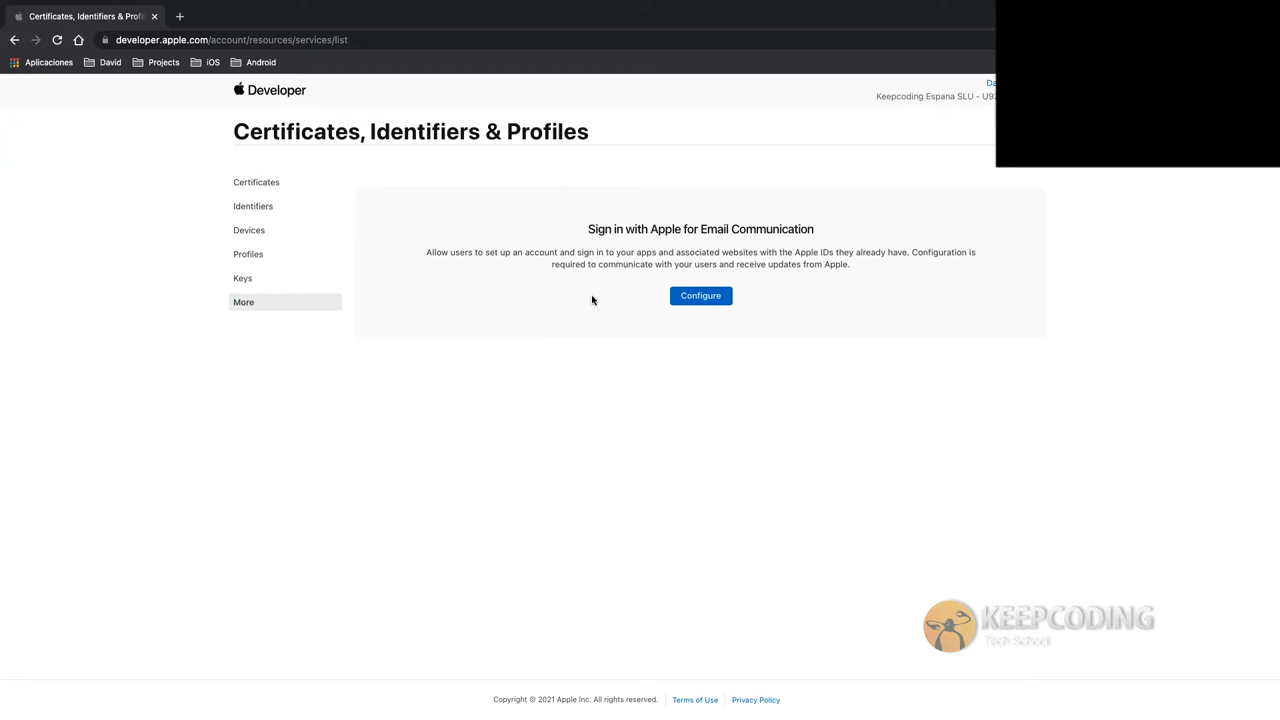 Certificates, Identifiers & Profi
developer.apple.com/account/resources/services/list
Aplicaciones David Projects iOS Android
Developer
Keepcoding Espana SLU - U92
Certificates, Identifiers & Profiles
Certificates
Identifiers
Devices
Profiles
Keys
More
Sign in with Apple for Email Communication
Allow users to set up an account and sign in to your apps and associated websites with the Apple IDs they already have. Configuration is
required to communicate with your users and receive updates from Apple.
Configure
KEEPCODING
Tech School
Copyright © 2021 Apple Inc. All rights reserved. Terms of Use Privacy Policy